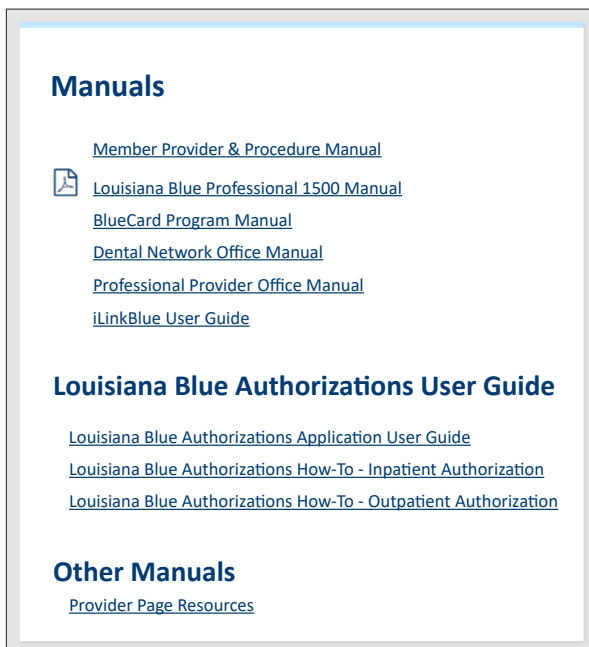 Manuals
Member Provider & Procedure Manual
Louisiana Blue Professional 1500 Manual
BlueCard Program Manual
Dental Network Office Manual
Professional Provider Office Manual
iLinkBlue User Guide
Louisiana Blue Authorizations User Guide
Louisiana Blue Authorizations Application User Guide
Louisiana Blue Authorizations How-To - Inpatient Authorization
Louisiana Blue Authorizations How-To - Outpatient Authorization
Other Manuals
Provider Page Resources